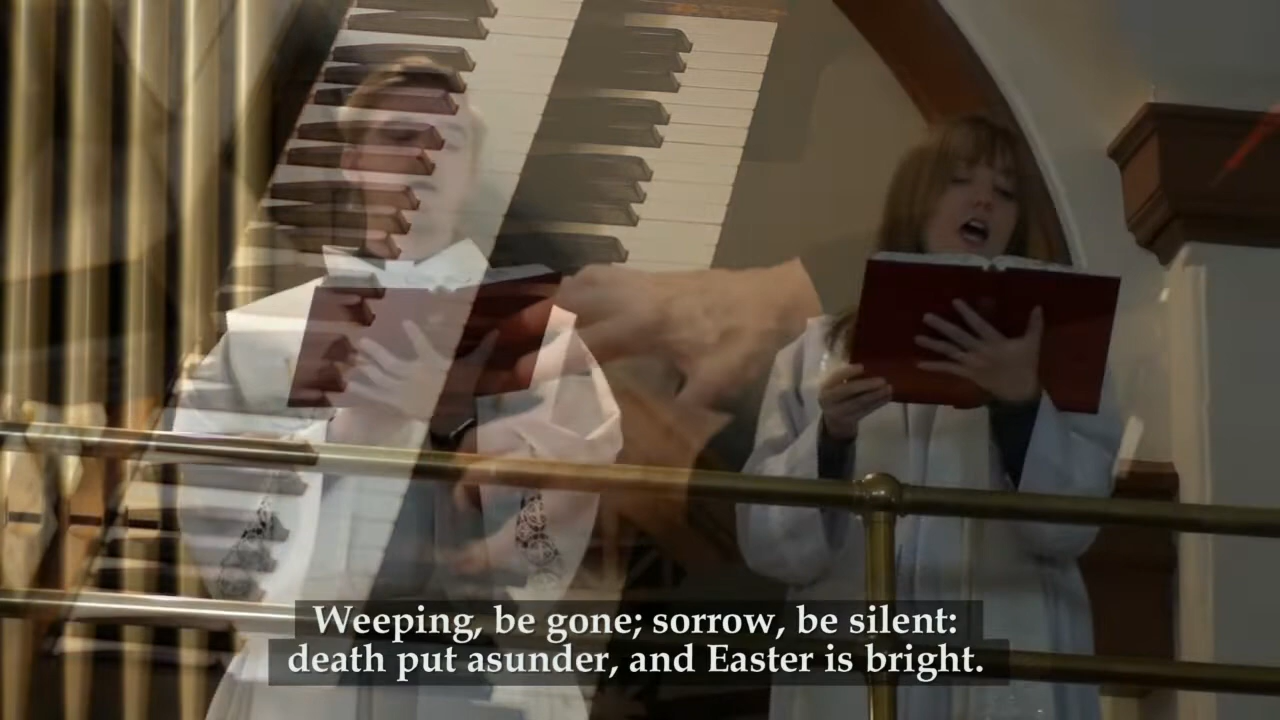 Weeping, be gone; sorrow, be silent:
death put asunder, and Easter is bright.